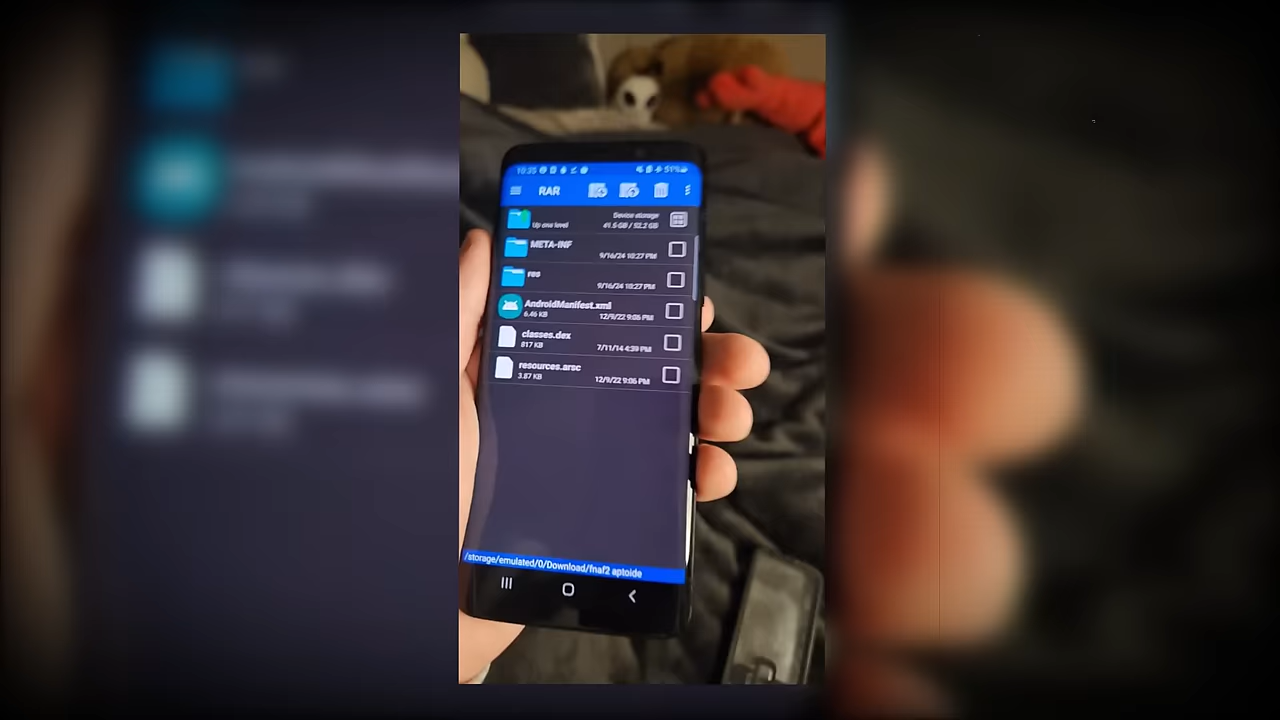 10:35 51%
RAR
Device storage
Up one level 41.5 GB / 52.2 GB
META-INF
9/16/24 10:27 PM
res
9/16/24 10:27 PM
AndroidManifest.xml
6.46 KB 12/9/22 9:06 PM
classes.dex
817 KB 7/11/14 4:39 PM
resources.arsc
3.87 KB 12/9/22 9:06 PM
/storage/emulated/0/Download/fnaf2 aptoide